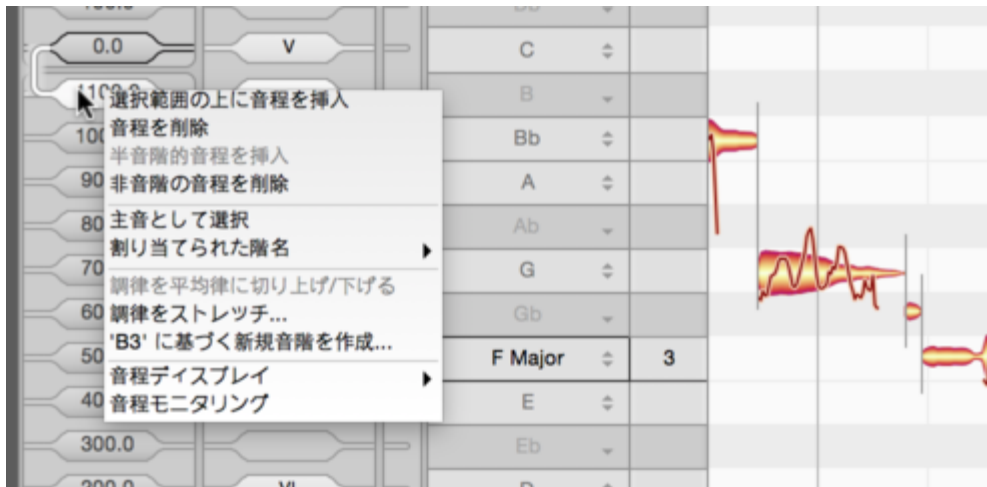 0.0
V
C
B
Bb
A
Ab
G
Gb
F Major
3
E
Eb
300.0
選択範囲の上に音程を挿入
音程を削除
半音階的音程を挿入
非音階の音程を削除
主音として選択
割り当てられた階名
調律を平均律に切り上げ/下げる
調律をストレッチ...
'B3' に基づく新規音階を作成...
音程ディスプレイ
音程モニタリング